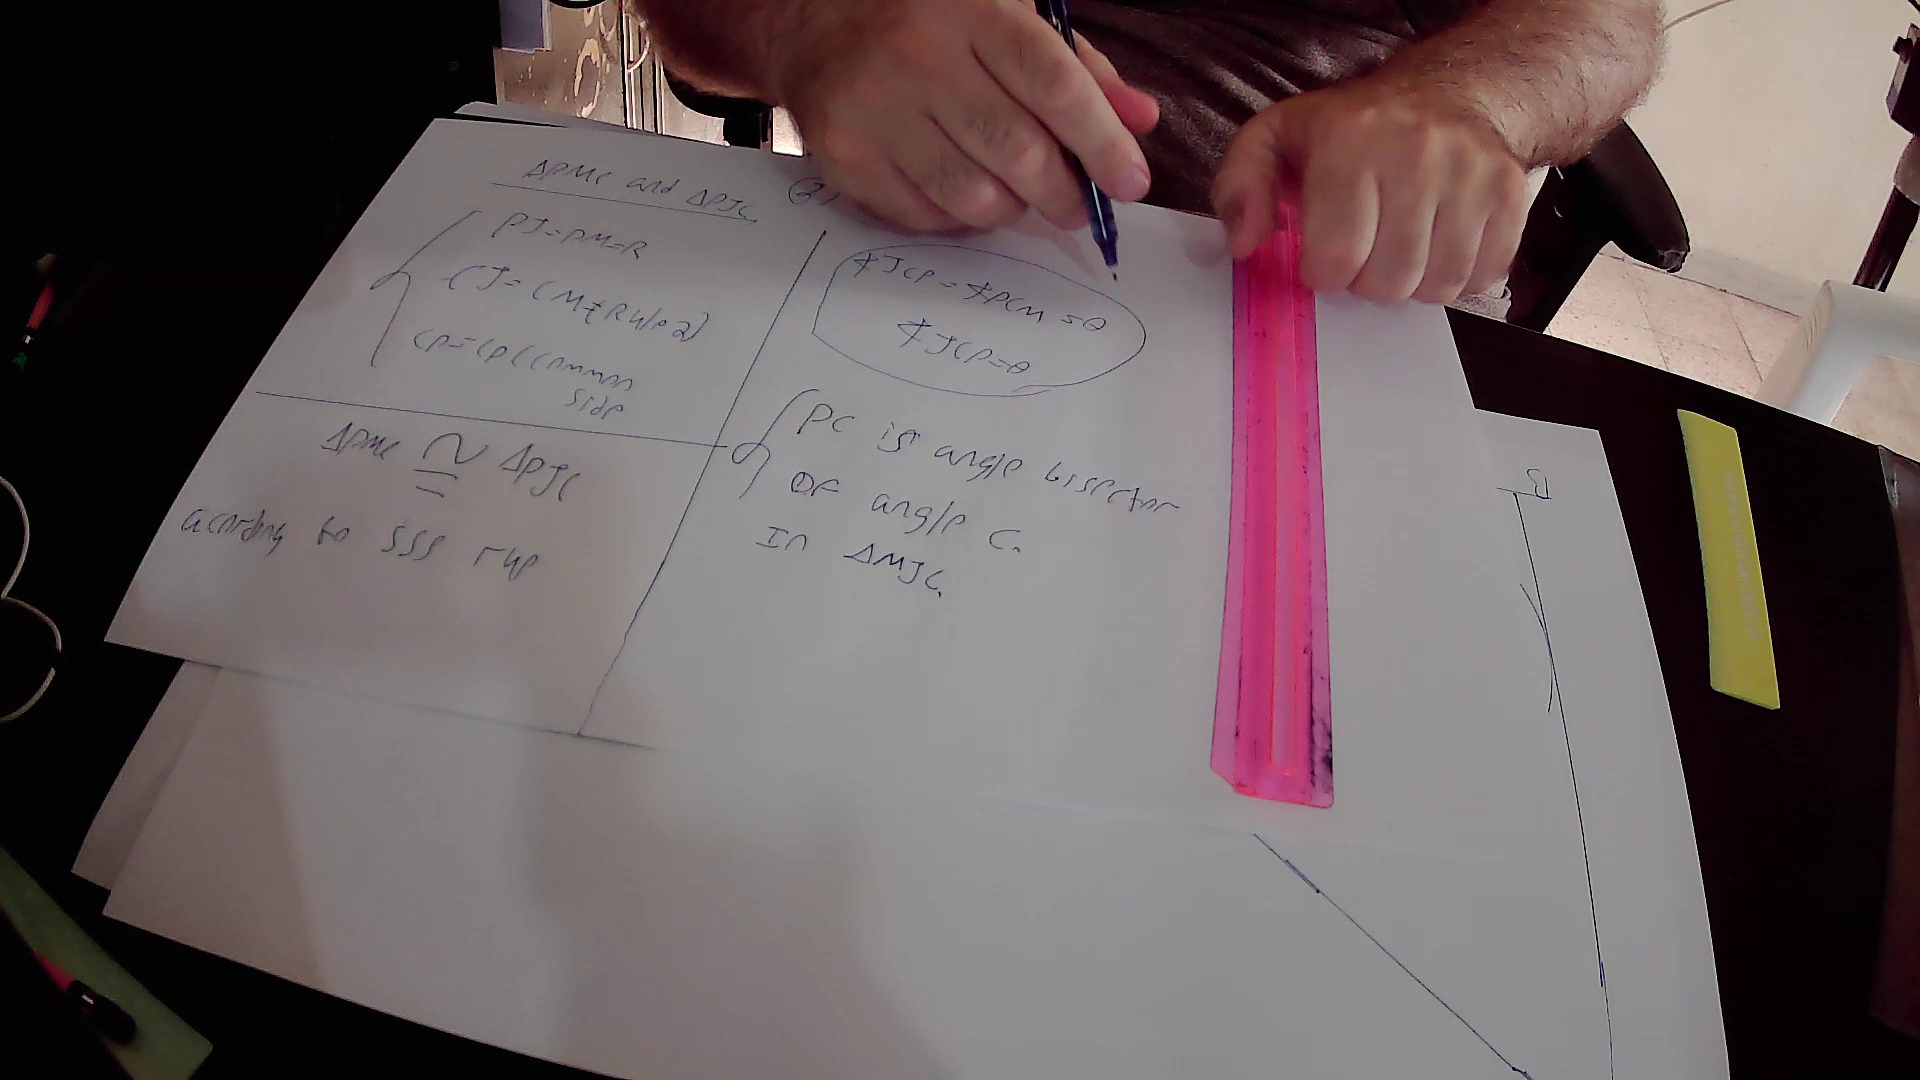 ΔPMC and ΔPJC
PJ=PM=R
CJ=CM(Rule 2)
CP=CP(Common
side
ΔPMC ≅ ΔPJC
acording to SSS rule
∡JCP=∡PCM=θ
∡JCP=θ
PC is angle bisector
OF angle C.
In ΔMJC.
B